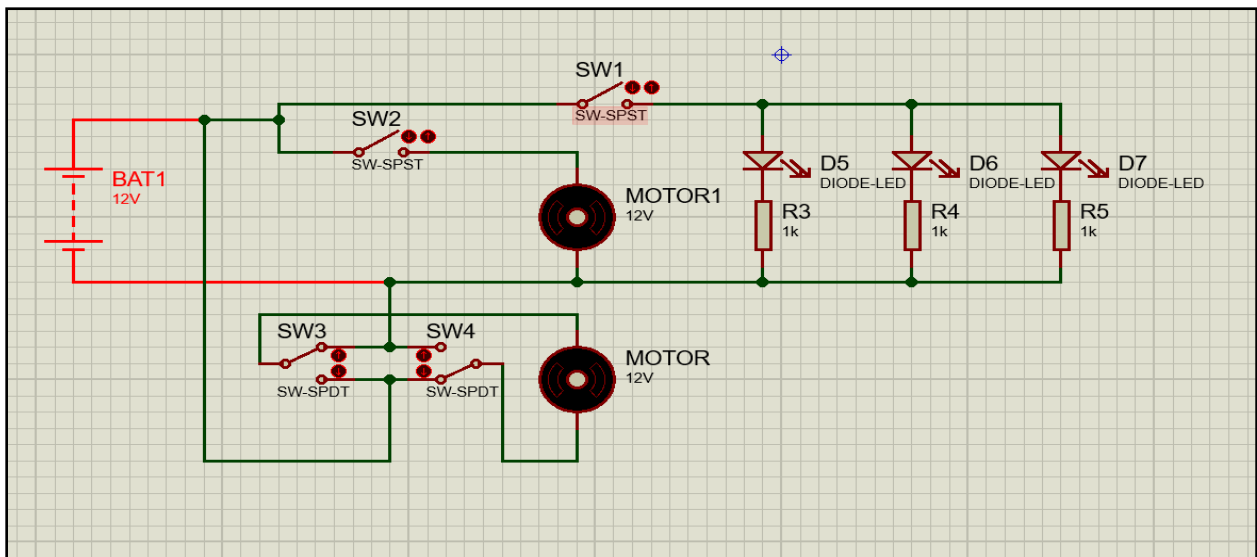 SW1
SW-SPST
SW2
SW-SPST
BAT1
12V
MOTOR1
12V
D5
DIODE-LED
D6
DIODE-LED
D7
DIODE-LED
R3
1k
R4
1k
R5
1k
SW3
SW-SPDT
SW4
SW-SPDT
MOTOR
12V